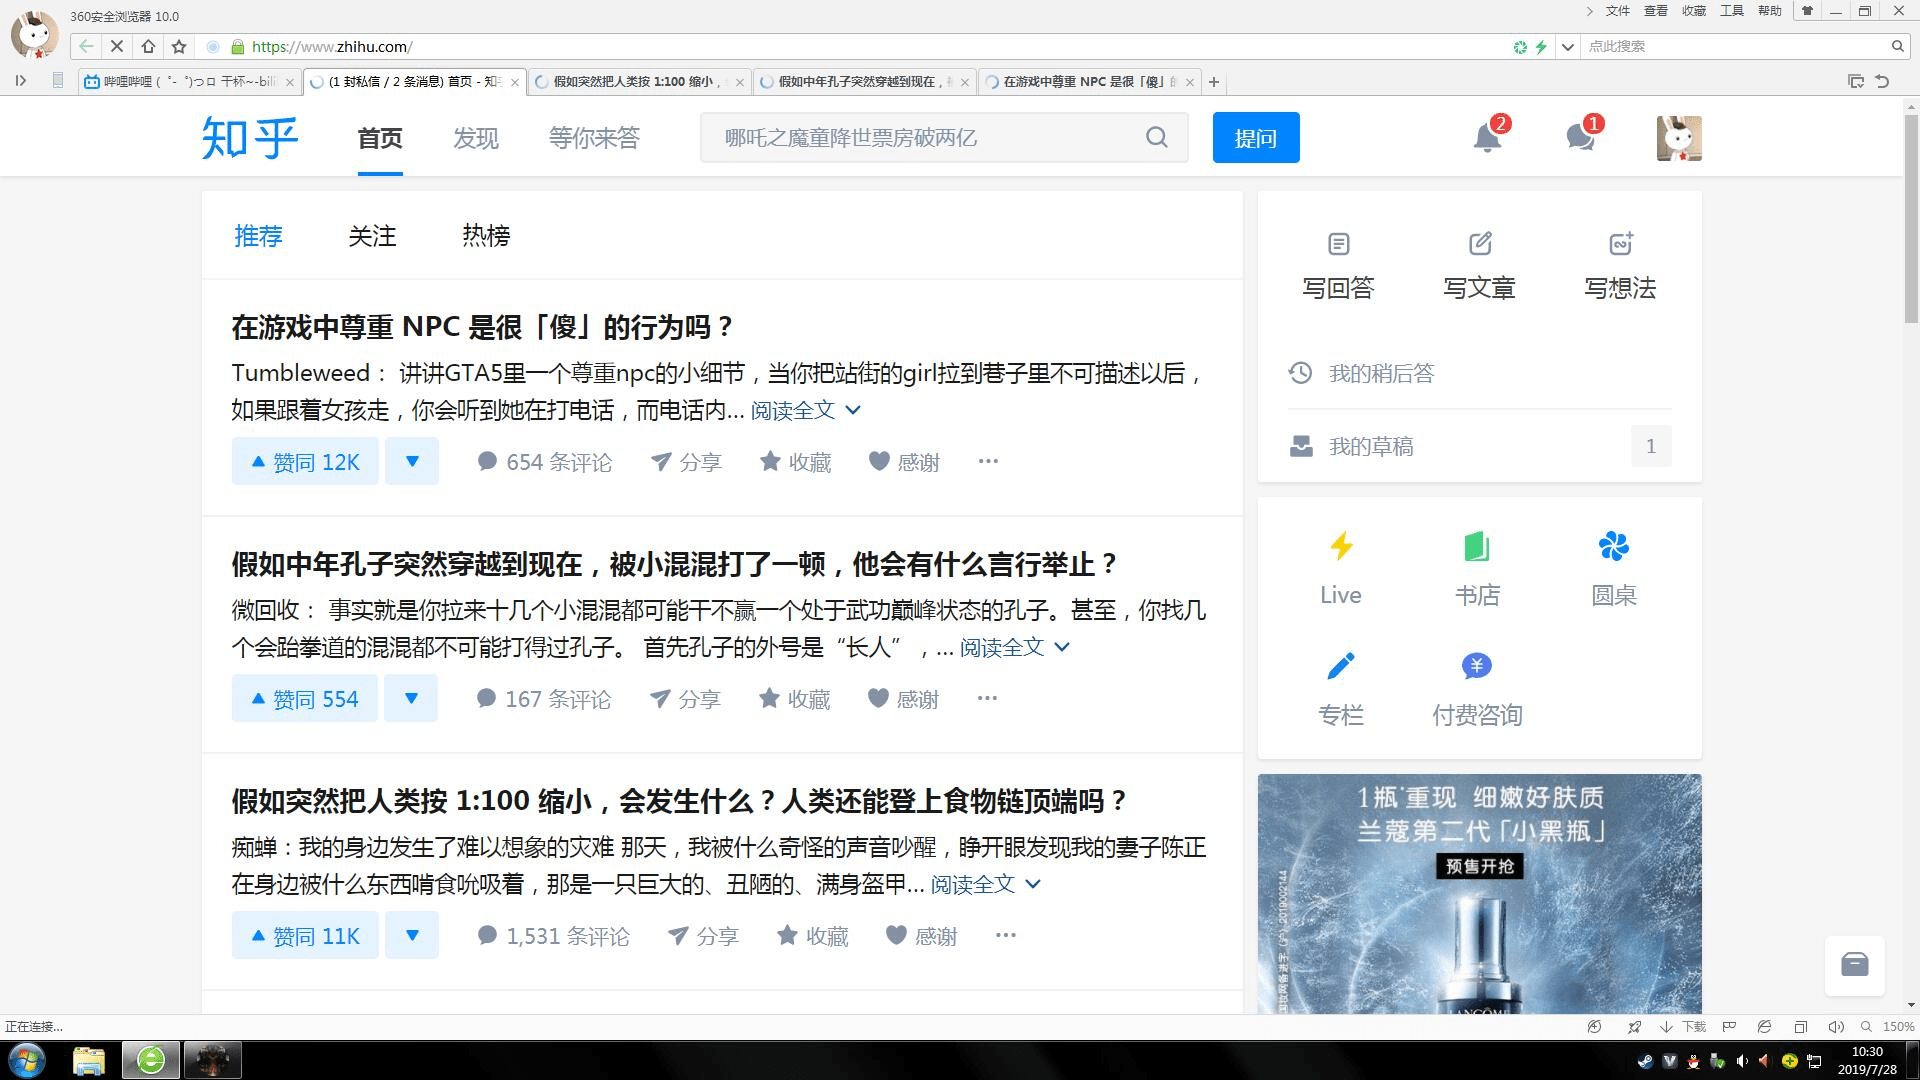 360安全浏览器 10.0
文件 查看 收藏 工具 帮助
https://www.zhihu.com/
点此搜索
哔哩哔哩 ( ゜- ゜)つロ 干杯~-bili
(1 封私信 / 2 条消息) 首页 - 知乎
假如突然把人类按 1:100 缩小，
假如中年孔子突然穿越到现在，
在游戏中尊重 NPC 是很「傻」的
知乎
首页
发现
等你来答
哪吒之魔童降世票房破两亿
提问
2
1
推荐
关注
热榜
在游戏中尊重 NPC 是很「傻」的行为吗？
Tumbleweed： 讲讲GTA5里一个尊重npc的小细节，当你把站街的girl拉到巷子里不可描述以后，
如果跟着女孩走，你会听到她在打电话，而电话内... 阅读全文
赞同 12K
654 条评论 分享 收藏 感谢
假如中年孔子突然穿越到现在，被小混混打了一顿，他会有什么言行举止？
微回收： 事实就是你拉来十几个小混混都可能干不赢一个处于武功巅峰状态的孔子。甚至，你找几
个会跆拳道的混混都不可能打得过孔子。 首先孔子的外号是“长人”，... 阅读全文
赞同 554
167 条评论 分享 收藏 感谢
假如突然把人类按 1:100 缩小，会发生什么？人类还能登上食物链顶端吗？
痴蝉：我的身边发生了难以想象的灾难 那天，我被什么奇怪的声音吵醒，睁开眼发现我的妻子陈正
在身边被什么东西啃食吮吸着，那是一只巨大的、丑陋的、满身盔甲... 阅读全文
赞同 11K
1,531 条评论 分享 收藏 感谢
写回答 写文章 写想法
我的稍后答
我的草稿 1
Live 书店 圆桌
专栏 付费咨询
1瓶*重现 细嫩好肤质
兰蔻第二代「小黑瓶」
预售开抢
国妆网备进字（沪）2019002144
LANCÔME
正在连接...
下载
150%
10:30
2019/7/28